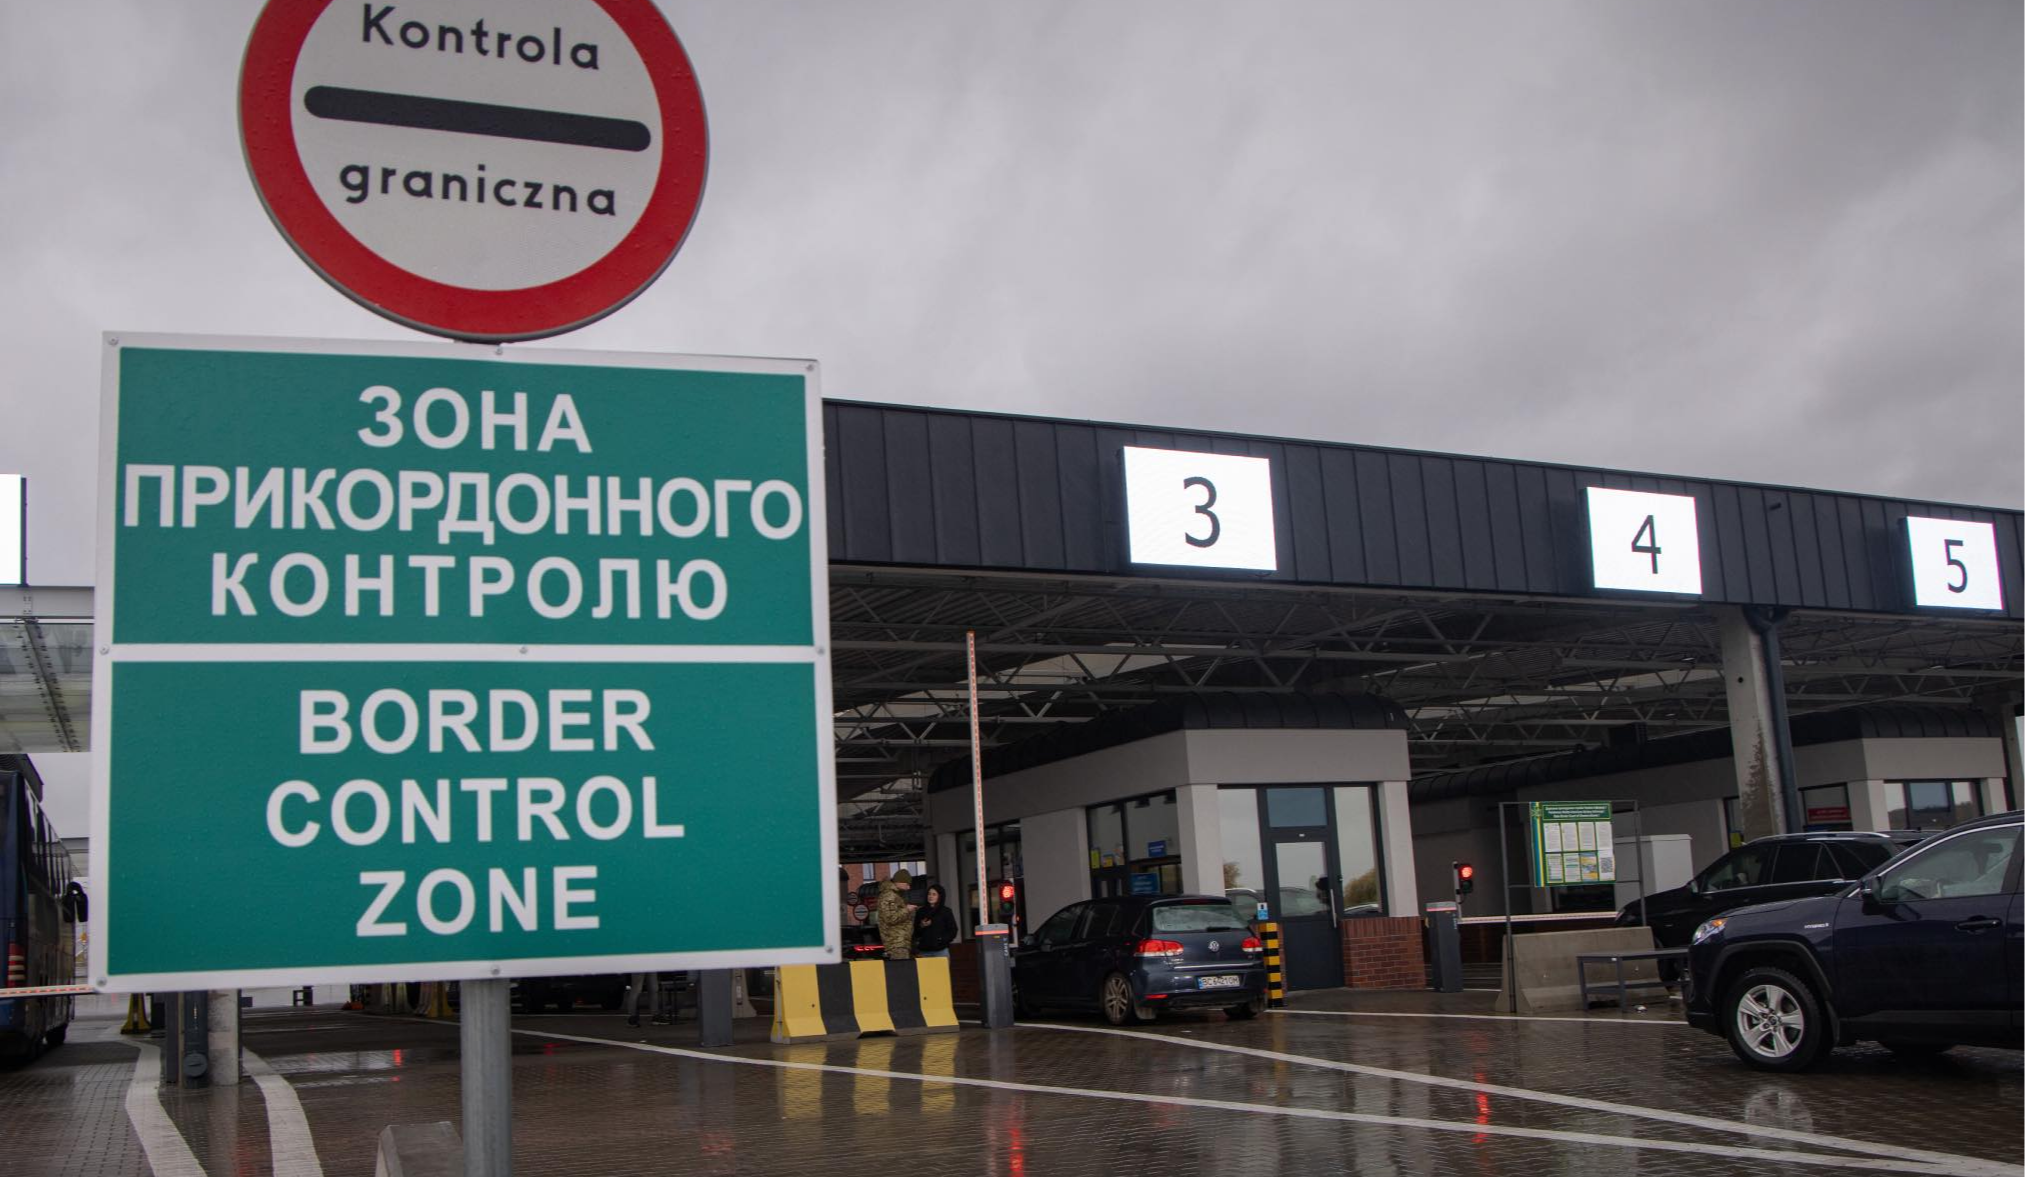 Kontrola
graniczna
ЗОНА
ПРИКОРДОННОГО
КОНТРОЛЮ
BORDER
CONTROL
ZONE
3
4
5